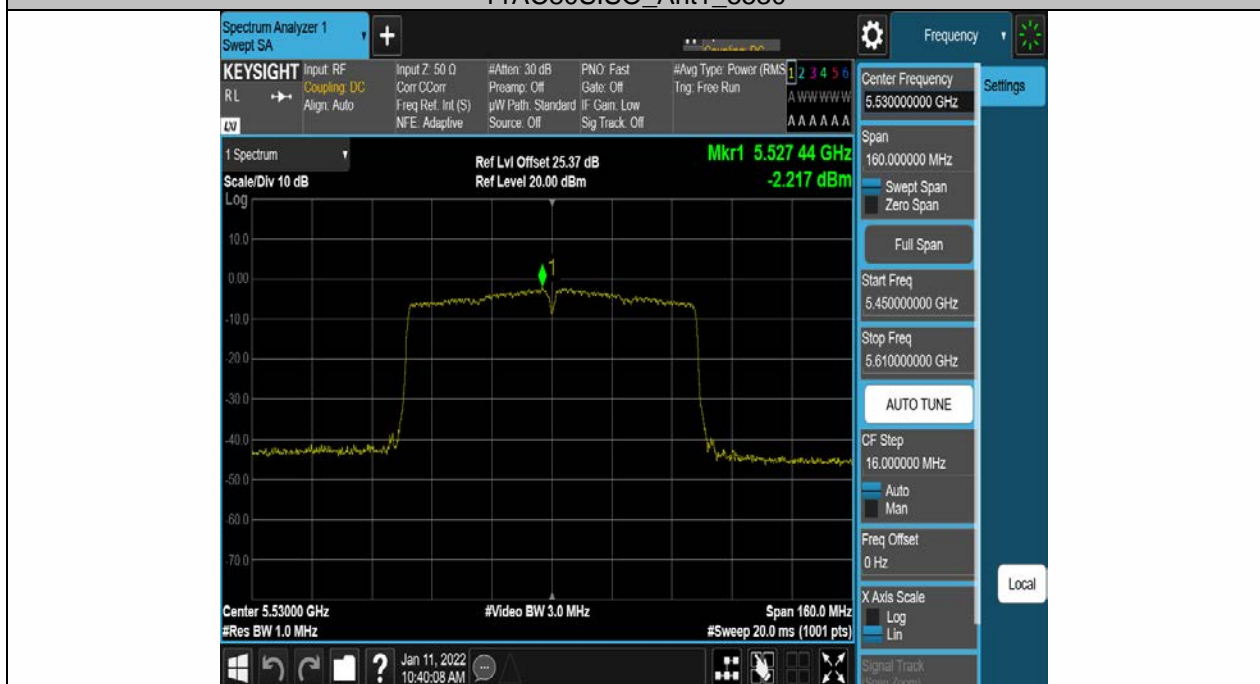 11AC80SISO_Ant1_5530
Spectrum Analyzer 1
Swept SA
+
Frequency
KEYSIGHT
RL
LXI
Input: RF
Coupling: DC
Align: Auto
Input Z: 50 Ω
Corr CCorr
Freq Ref: Int (S)
NFE: Adaptive
#Atten: 30 dB
Preamp: Off
µW Path: Standard
Source: Off
PNO: Fast
Gate: Off
IF Gain: Low
Sig Track: Off
#Avg Type: Power (RMS
Trig: Free Run
1 2 3 4 5 6
A W W W W W
A A A A A A
1 Spectrum
Scale/Div 10 dB
Log
Ref Lvl Offset 25.37 dB
Ref Level 20.00 dBm
Mkr1 5.527 44 GHz
-2.217 dBm
1
10.0
0.00
-10.0
-20.0
-30.0
-40.0
-50.0
-60.0
-70.0
Center 5.53000 GHz
#Res BW 1.0 MHz
#Video BW 3.0 MHz
Span 160.0 MHz
#Sweep 20.0 ms (1001 pts)
Jan 11, 2022
10:40:08 AM
Center Frequency
5.530000000 GHz
Span
160.000000 MHz
Swept Span
Zero Span
Full Span
Start Freq
5.450000000 GHz
Stop Freq
5.610000000 GHz
AUTO TUNE
CF Step
16.000000 MHz
Auto
Man
Freq Offset
0 Hz
X Axis Scale
Log
Lin
Signal Track
(Span Zoom)
Settings
Local